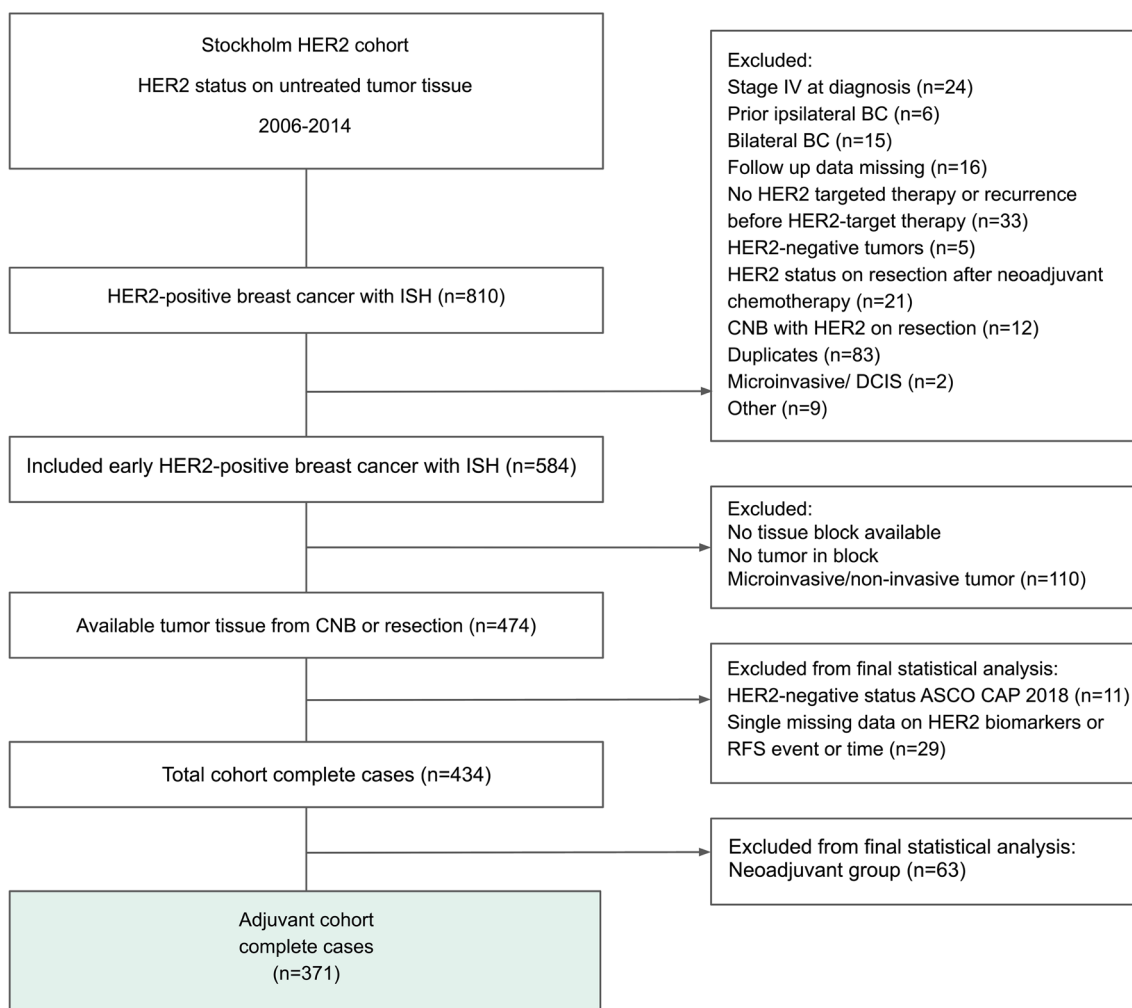 Stockholm HER2 cohort
HER2 status on untreated tumor tissue
2006-2014
Excluded:
Stage IV at diagnosis (n=24)
Prior ipsilateral BC (n=6)
Bilateral BC (n=15)
Follow up data missing (n=16)
No HER2 targeted therapy or recurrence
before HER2-target therapy (n=33)
HER2-negative tumors (n=5)
HER2 status on resection after neoadjuvant
chemotherapy (n=21)
CNB with HER2 on resection (n=12)
Duplicates (n=83)
Microinvasive/ DCIS (n=2)
Other (n=9)
HER2-positive breast cancer with ISH (n=810)
Included early HER2-positive breast cancer with ISH (n=584)
Excluded:
No tissue block available
No tumor in block
Microinvasive/non-invasive tumor (n=110)
Available tumor tissue from CNB or resection (n=474)
Excluded from final statistical analysis:
HER2-negative status ASCO CAP 2018 (n=11)
Single missing data on HER2 biomarkers or
RFS event or time (n=29)
Total cohort complete cases (n=434)
Excluded from final statistical analysis:
Neoadjuvant group (n=63)
Adjuvant cohort
complete cases
(n=371)